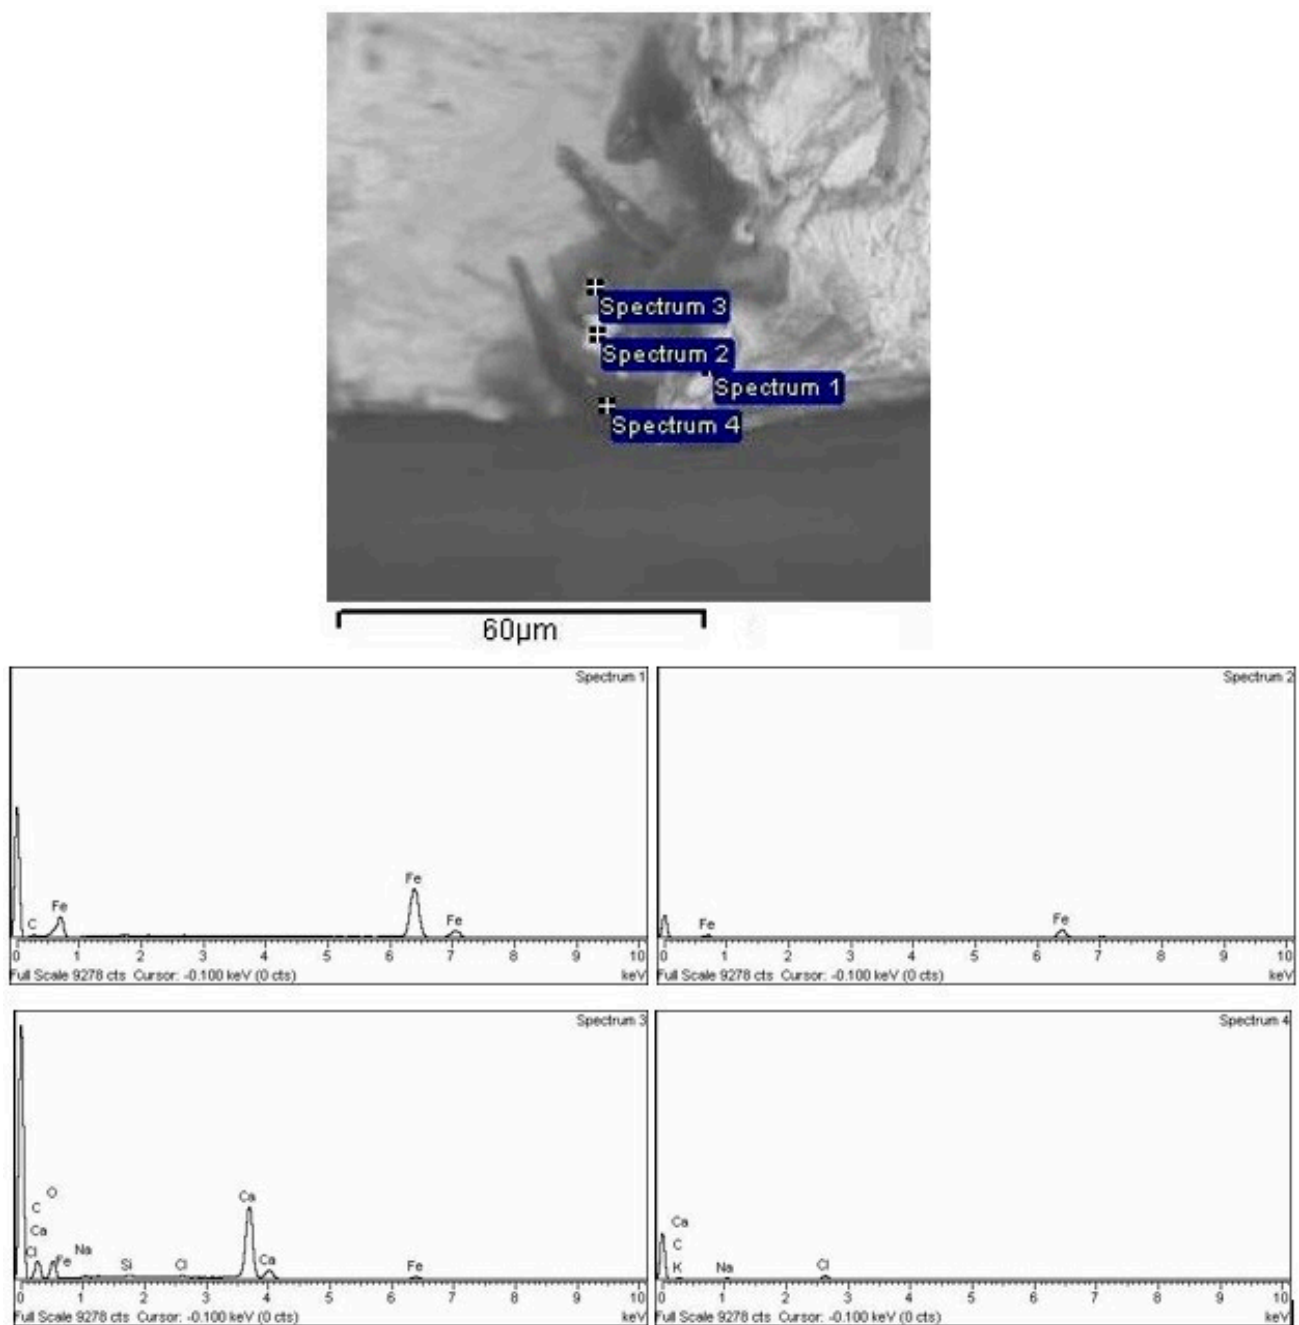 Spectrum 3
Spectrum 2
Spectrum 1
Spectrum 4
60µm
Spectrum 1
Fe
Fe
C
Fe
0 1 2 3 4 5 6 7 8 9 10
Full Scale 9278 cts Cursor: -0.100 keV (0 cts) keV
Spectrum 2
Fe
Fe
0 1 2 3 4 5 6 7 8 9 10
Full Scale 9278 cts Cursor: -0.100 keV (0 cts) keV
Spectrum 3
O
C
Ca
Ca
Cl
Fe
Na
Si
Cl
Ca
Fe
0 1 2 3 4 5 6 7 8 9 10
Full Scale 9278 cts Cursor: -0.100 keV (0 cts) keV
Spectrum 4
Ca
C
K
Na
Cl
0 1 2 3 4 5 6 7 8 9 10
Full Scale 9278 cts Cursor: -0.100 keV (0 cts) keV